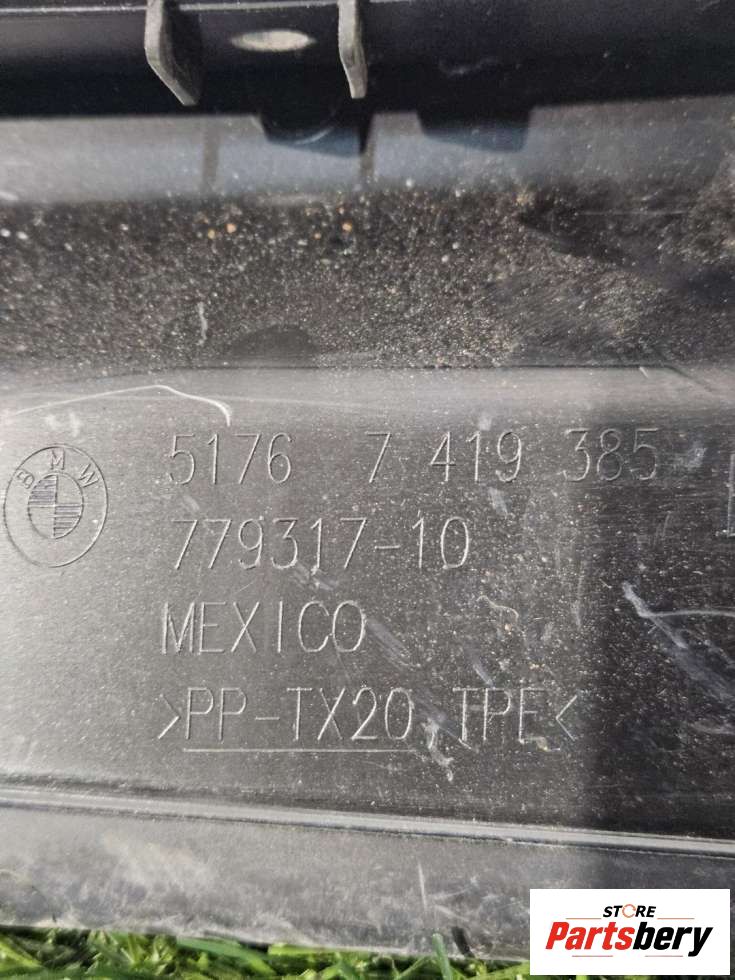 BMW
5176 7 419 385
779317-10
MEXICO
>PP-TX20, TPE<
STORE
Partsbery